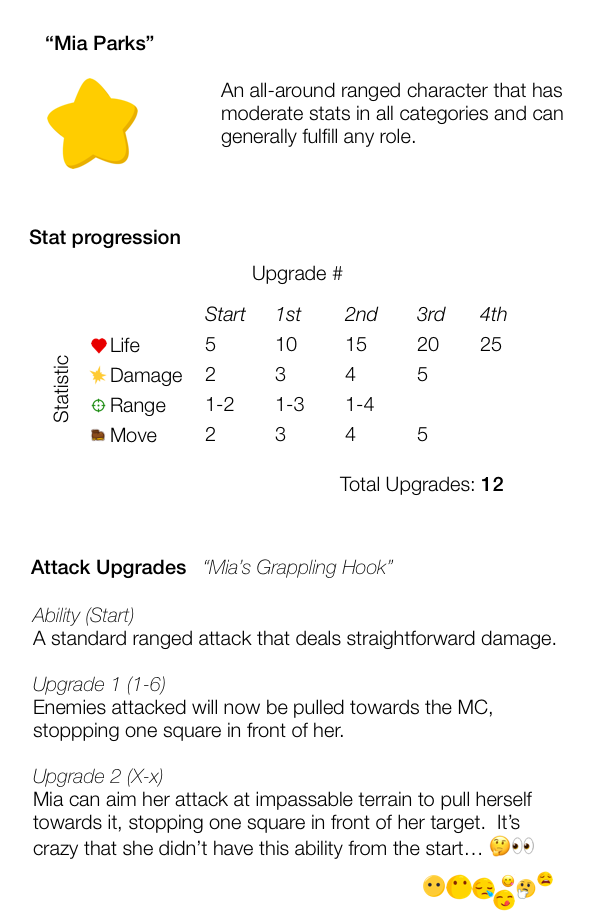 “Mia Parks”
An all-around ranged character that has
moderate stats in all categories and can
generally fulfill any role.
Stat progression
Upgrade #
Start 1st 2nd 3rd 4th
Statistic
Life 5 10 15 20 25
Damage 2 3 4 5
Range 1-2 1-3 1-4
Move 2 3 4 5
Total Upgrades: 12
Attack Upgrades “Mia’s Grappling Hook”
Ability (Start)
A standard ranged attack that deals straightforward damage.
Upgrade 1 (1-6)
Enemies attacked will now be pulled towards the MC,
stoppping one square in front of her.
Upgrade 2 (X-x)
Mia can aim her attack at impassable terrain to pull herself
towards it, stopping one square in front of her target.  It’s
crazy that she didn’t have this ability from the start… 🤔👀